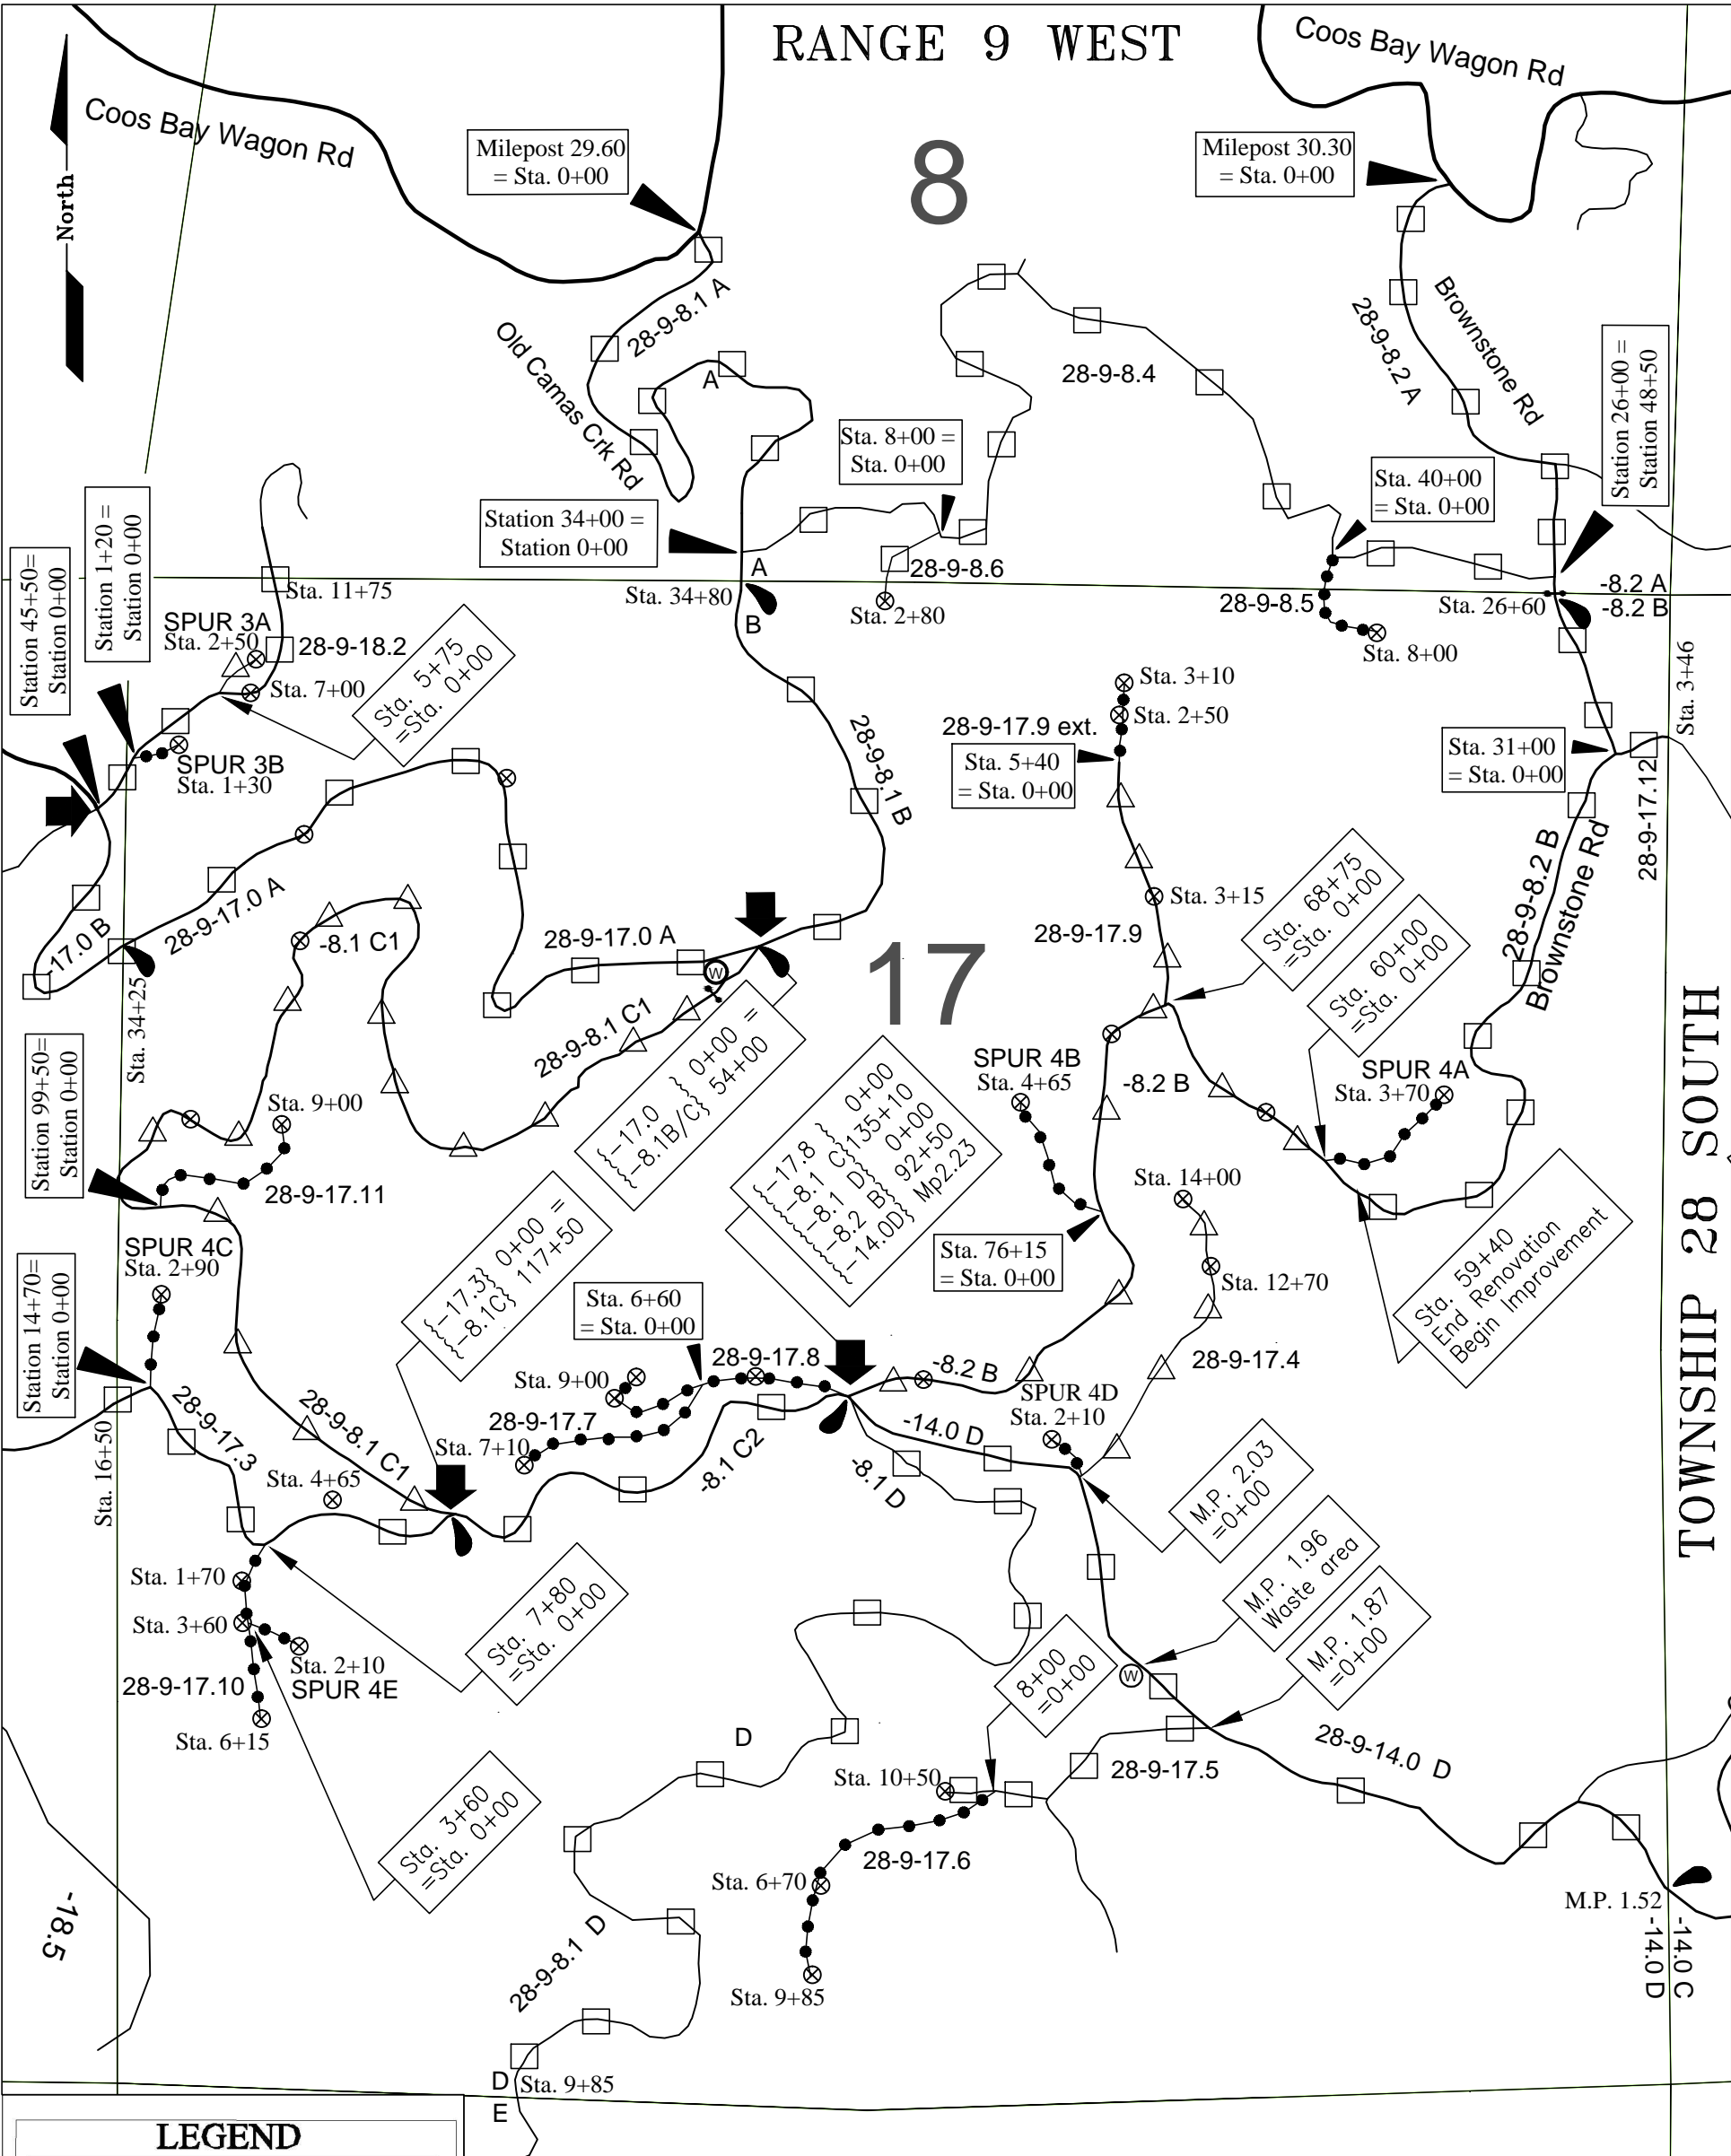 RANGE 9 WEST
Coos Bay Wagon Rd
Coos Bay Wagon Rd
North
Milepost 29.60
= Sta. 0+00
8
Milepost 30.30
= Sta. 0+00
28-9-8.1 A
Old Camas Crk Rd
A
28-9-8.4
28-9-8.2 A
Brownstone Rd
Station 26+00 =
Station 48+50
Sta. 8+00 =
Sta. 0+00
Sta. 40+00
= Sta. 0+00
Station 34+00 =
Station 0+00
Station 45+50=
Station 0+00
Station 1+20 =
Station 0+00
A
28-9-8.6
Sta. 11+75
Sta. 34+80
B
Sta. 2+80
28-9-8.5
Sta. 26+60
-8.2 A
-8.2 B
Sta. 8+00
SPUR 3A
Sta. 2+50
28-9-18.2
Sta. 7+00
Sta. 5+75
=Sta. 0+00
Sta. 3+46
Sta. 3+10
Sta. 2+50
28-9-17.9 ext.
Sta. 5+40
= Sta. 0+00
Sta. 31+00
= Sta. 0+00
SPUR 3B
Sta. 1+30
28-9-8.1 B
28-9-17.12
28-9-8.2 B
Brownstone Rd
Sta. 3+15
28-9-17.9
Sta. 68+75
=Sta. 0+00
Sta. 60+00
=Sta. 0+00
-17.0 B
28-9-17.0 A
-8.1 C1
28-9-17.0 A
W
17
Sta. 34+25
28-9-8.1 C1
{-17.0 } 0+00 =
{-8.1B/C} 54+00
Station 99+50=
Station 0+00
Sta. 9+00
28-9-17.11
{-17.8 } 0+00
{-8.1 C}135+10
{-8.1 D} 0+00
{-8.2 B} 92+50
{-14.0D} Mp2.23
SPUR 4B
Sta. 4+65
-8.2 B
SPUR 4A
Sta. 3+70
TOWNSHIP 28 SOUTH
Sta. 14+00
Sta. 76+15
= Sta. 0+00
Sta. 12+70
Sta. 59+40
End Renovation
Begin Improvement
SPUR 4C
Sta. 2+90
Station 14+70=
Station 0+00
{-17.3} 0+00 =
{-8.1C} 117+50
Sta. 6+60
= Sta. 0+00
28-9-17.8
-8.2 B
28-9-17.4
Sta. 9+00
28-9-17.7
Sta. 7+10
SPUR 4D
Sta. 2+10
28-9-17.3
28-9-8.1 C1
-8.1 C2
-14.0 D
-8.1 D
Sta. 16+50
Sta. 4+65
M.P. 2.03
=0+00
M.P. 1.96
Waste area
M.P. 1.87
=0+00
Sta. 1+70
Sta. 3+60
Sta. 2+10
SPUR 4E
28-9-17.10
Sta. 6+15
Sta. 7+80
=Sta. 0+00
8+00
=0+00
W
D
28-9-14.0 D
Sta. 10+50
28-9-17.5
Sta. 3+60
=Sta. 0+00
28-9-17.6
Sta. 6+70
-18.5
28-9-8.1 D
Sta. 9+85
M.P. 1.52
-14.0 C
-14.0 D
D
Sta. 9+85
E
LEGEND